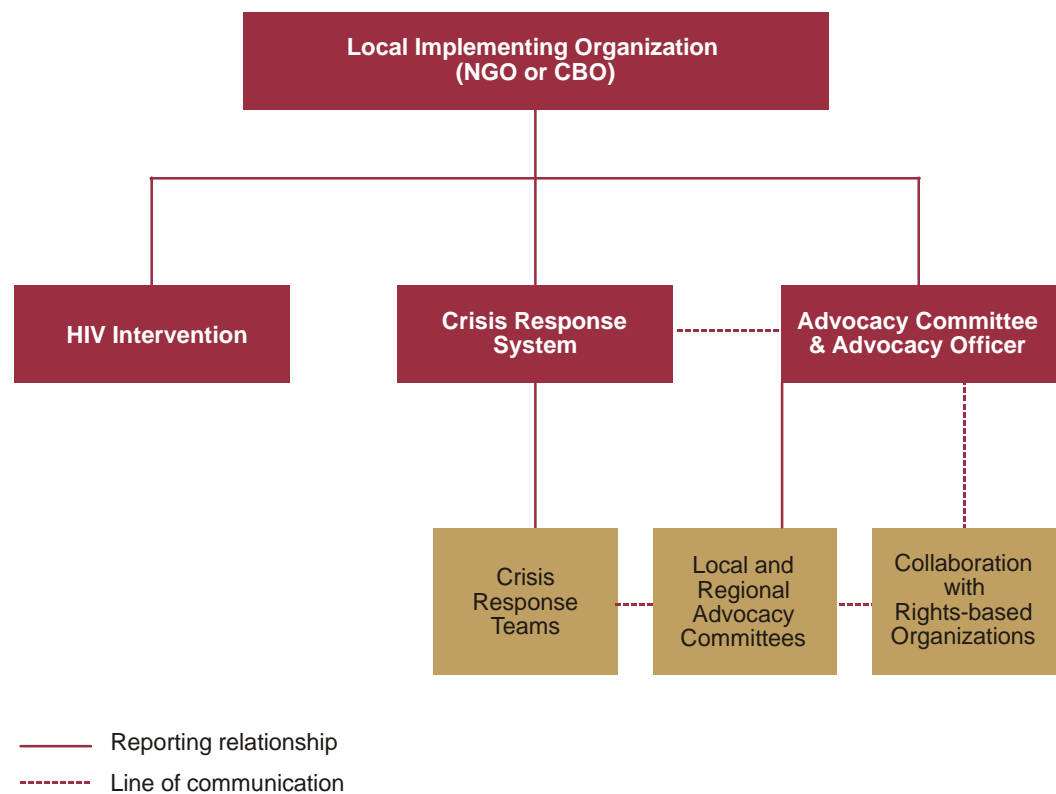 Local Implementing Organization
(NGO or CBO)
HIV Intervention
Crisis Response
System
Advocacy Committee
& Advocacy Officer
Crisis
Response
Teams
Local and
Regional
Advocacy
Committees
Collaboration
with
Rights-based
Organizations
Reporting relationship
Line of communication